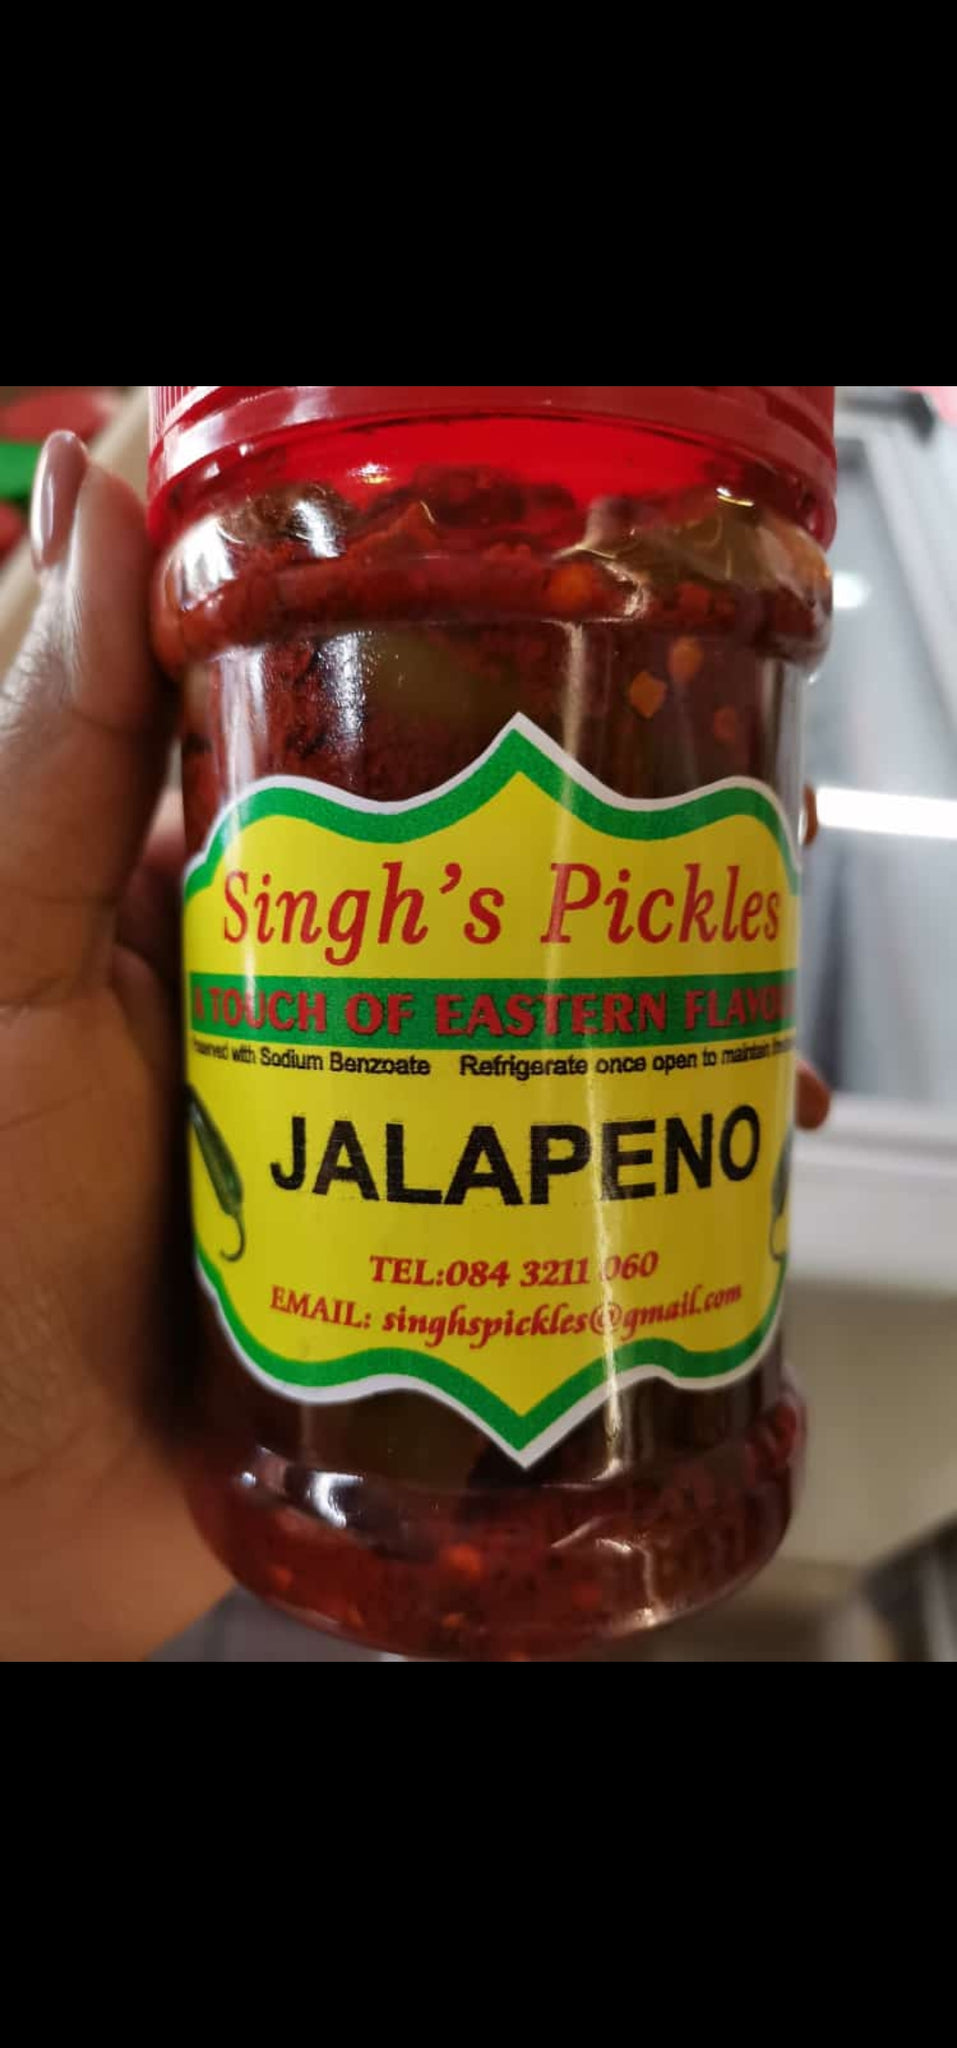 Singh's Pickles
A TOUCH OF EASTERN
with Sodium Benzoate Refrigerate once open to maintain
JALAPENO
TEL:084 3211 060
EMAIL: singhspickles@gmail.com